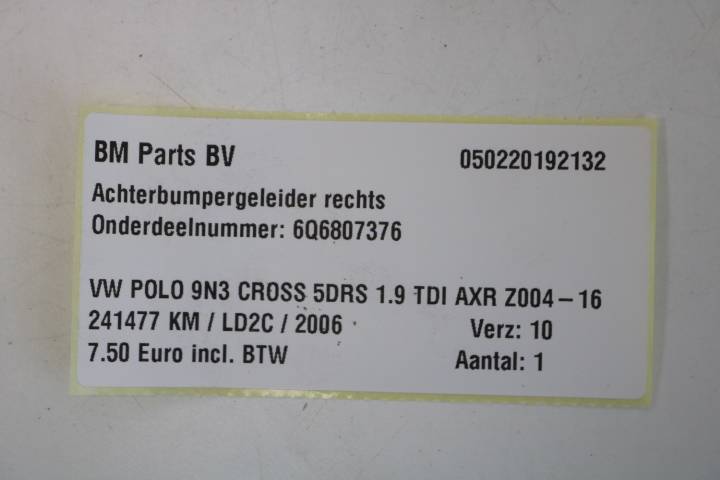 BM Parts BV 050220192132
Achterbumpergeleider rechts
Onderdeelnummer: 6Q6807376
VW POLO 9N3 CROSS 5DRS 1.9 TDI AXR Z004-16
241477 KM / LD2C / 2006 Verz: 10
7.50 Euro incl. BTW Aantal: 1